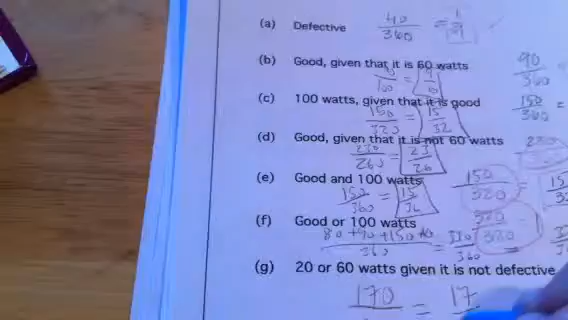 (a) Defective 40/360 = 1/9
(b) Good, given that it is 60 watts 90/360
/100 = 9/10
(c) 100 watts, given that it is good 150/360 =
150/320 = 15/32
(d) Good, given that it is not 60 watts
230/260 = 23/26
(e) Good and 100 watts 150/320
150/360 = 15/36
(f) Good or 100 watts 320/320
80 + 90 + 150 + /360 = /360
(g) 20 or 60 watts given it is not defective
170 = 17